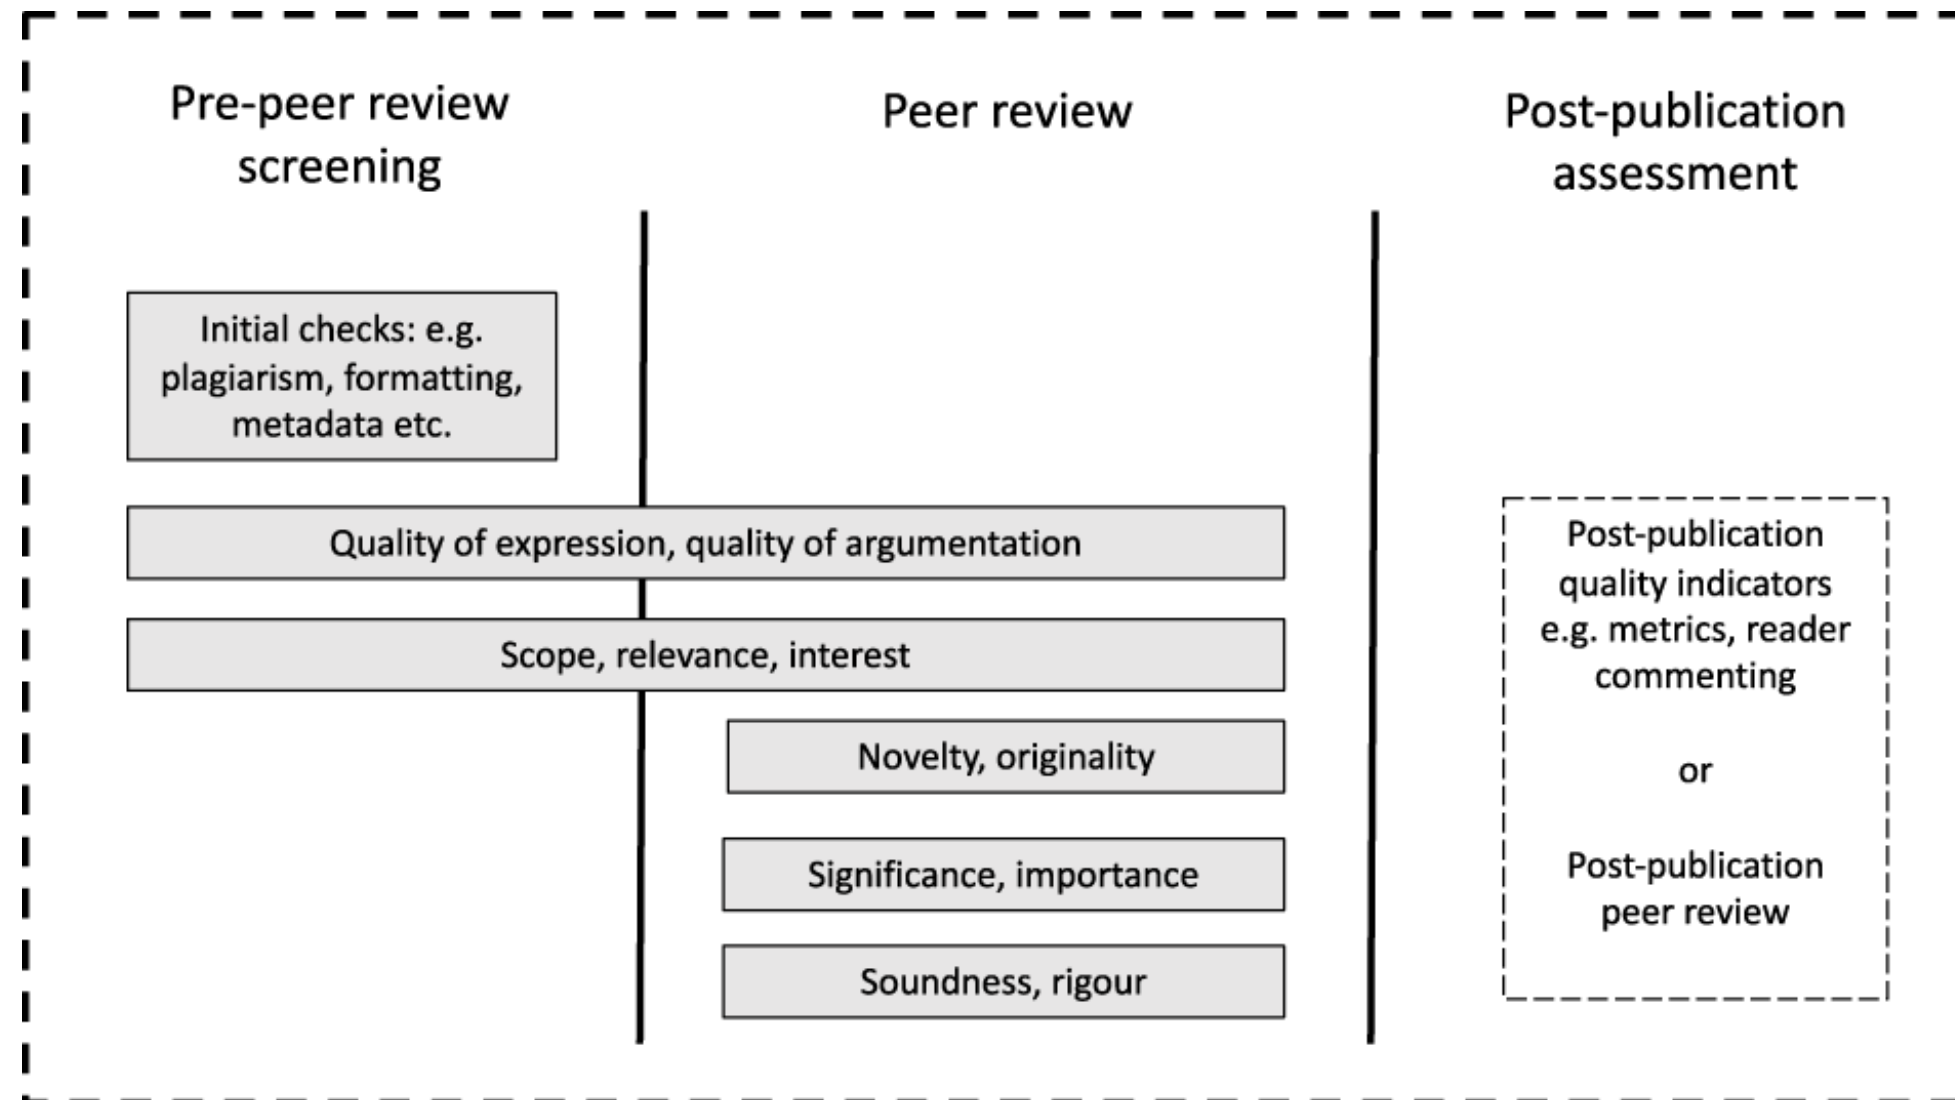 Pre-peer review
screening
Peer review
Post-publication
assessment
Initial checks: e.g.
plagiarism, formatting,
metadata etc.
Quality of expression, quality of argumentation
Scope, relevance, interest
Novelty, originality
Significance, importance
Soundness, rigour
Post-publication
quality indicators
e.g. metrics, reader
commenting
or
Post-publication
peer review